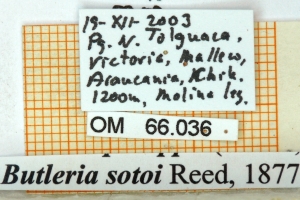 19-XII-2003
P.N. Tolguaca,
Victoria, Malleco,
Araucania, Chile.
1200m, Molina leg.
OM 66.036
Butleria sotoi Reed, 1877